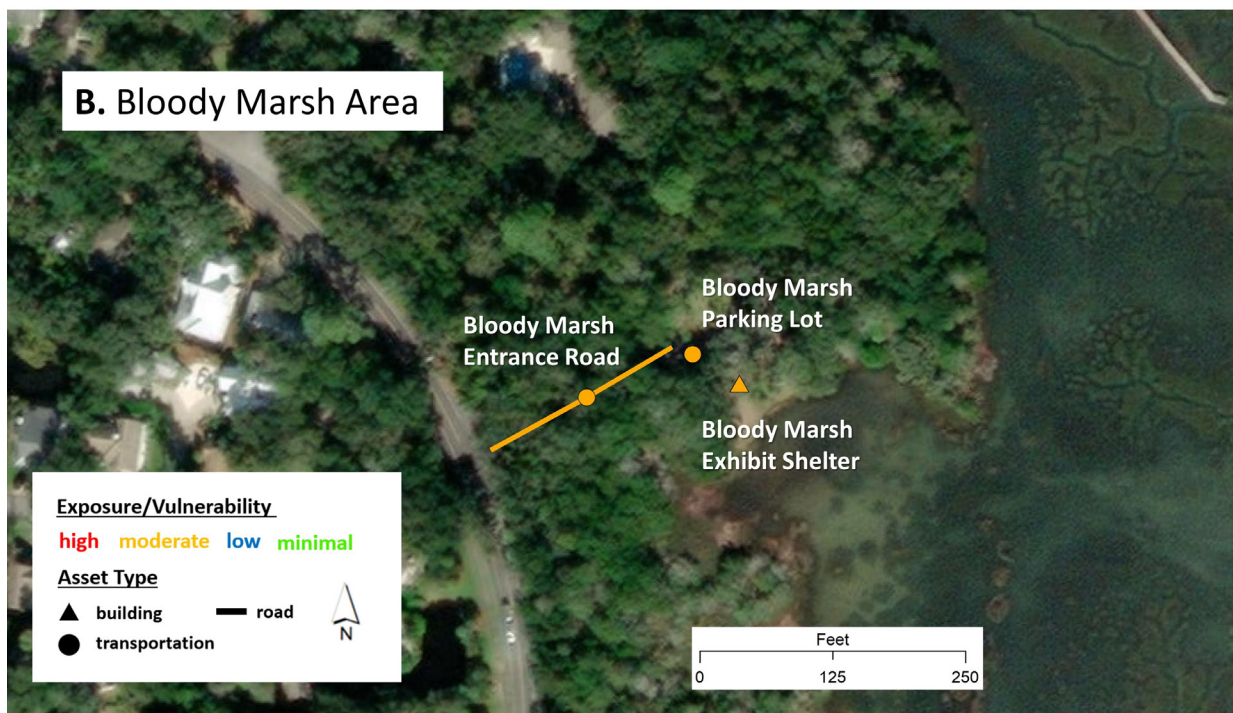 B. Bloody Marsh Area
Bloody Marsh
Parking Lot
Bloody Marsh
Entrance Road
Bloody Marsh
Exhibit Shelter
Exposure/Vulnerability
high moderate low minimal
Asset Type
building road
transportation
N
Feet
0 125 250